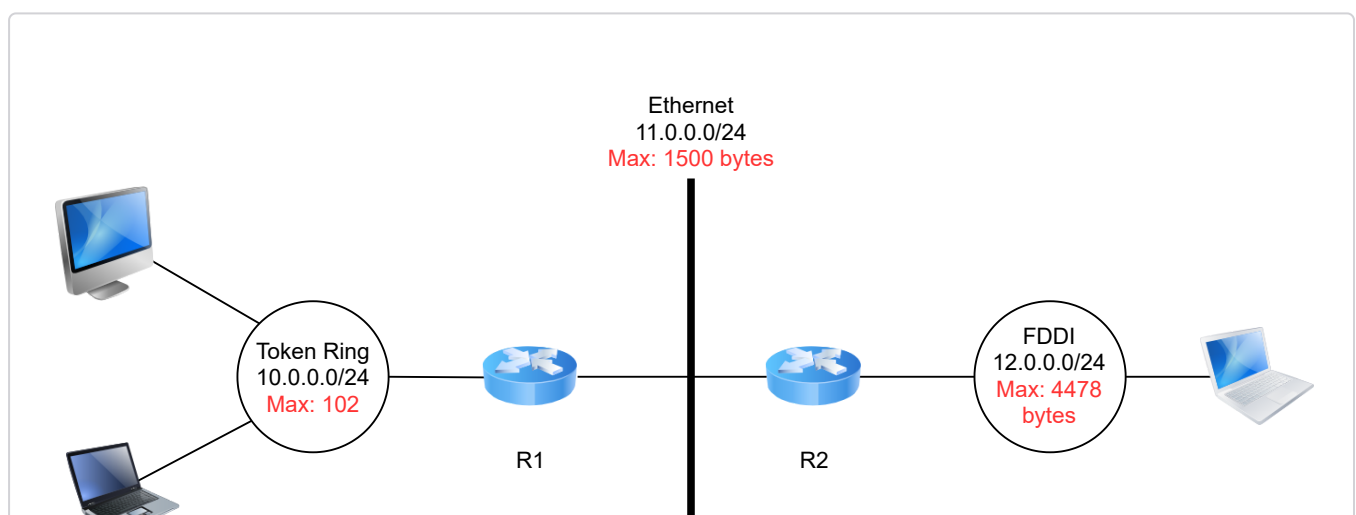 Ethernet
11.0.0.0/24
Max: 1500 bytes
Token Ring
10.0.0.0/24
Max: 102
FDDI
12.0.0.0/24
Max: 4478
bytes
R1
R2